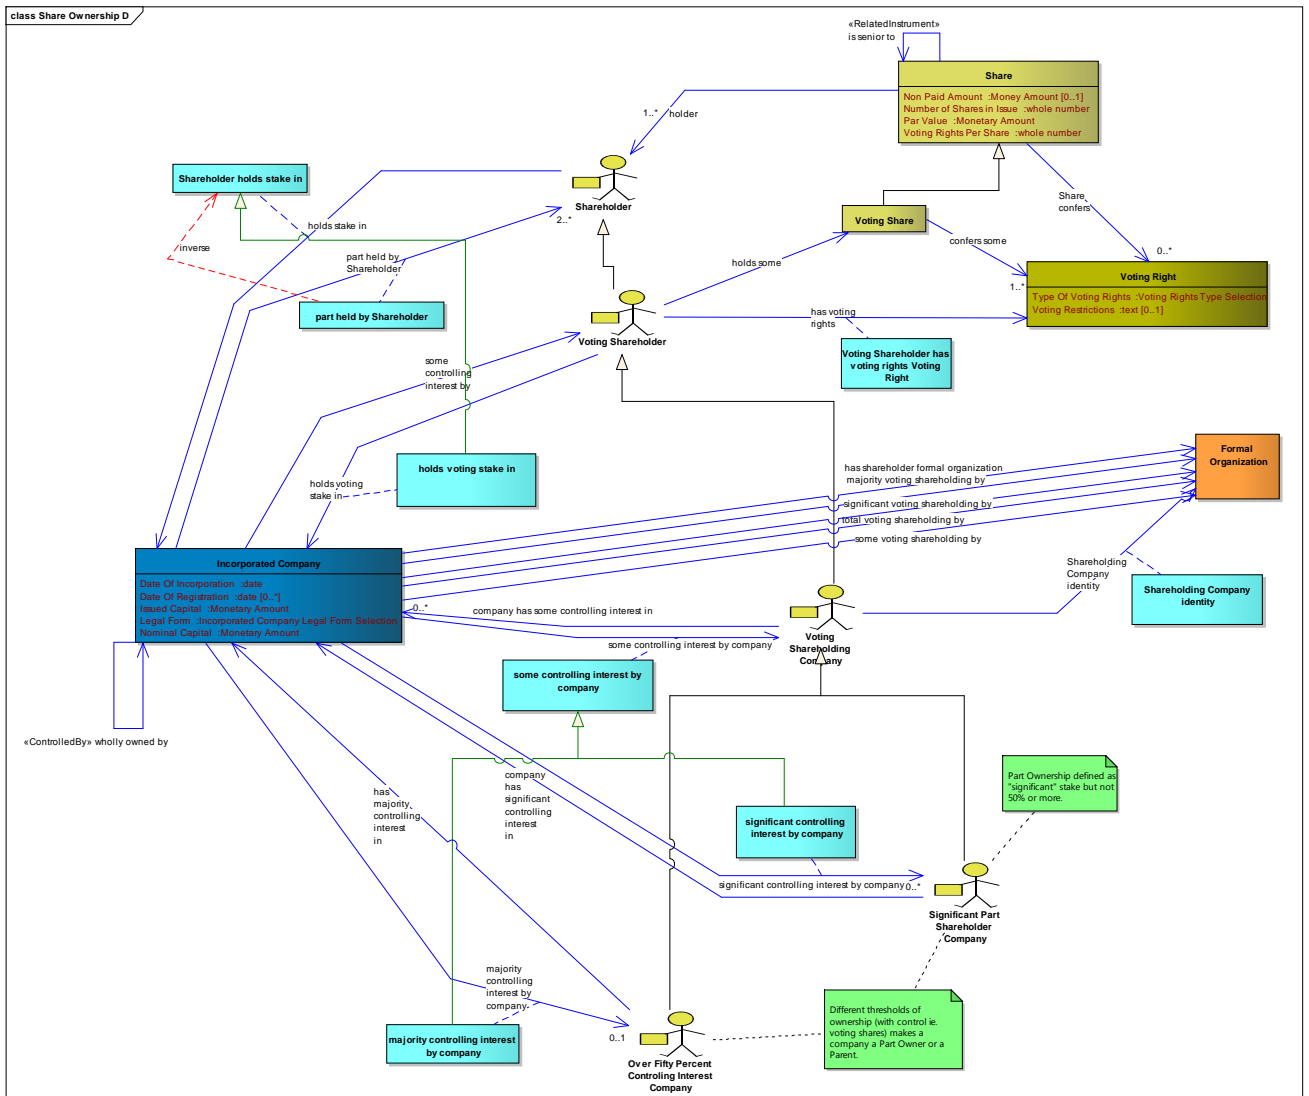 class Share Ownership D
«RelatedInstrument»
is senior to
Share
Non Paid Amount :Money Amount [0..1]
Number of Shares in Issue :whole number
Par Value :Monetary Amount
Voting Rights Per Share :whole number
1..*
holder
Shareholder holds stake in
Shareholder
2..*
holds stake in
inverse
part held by
Shareholder
part held by Shareholder
Share
confers
Voting Share
confers some
holds some
0..*
1..*
Voting Right
Type Of Voting Rights :Voting Rights Type Selection
Voting Restrictions :text [0..1]
has voting
rights
Voting Shareholder
Voting Shareholder has
voting rights Voting
Right
some
controlling
interest by
holds voting stake in
holds voting
stake in
Formal
Organization
has shareholder formal organization
majority voting shareholding by
significant voting shareholding by
total voting shareholding by
some voting shareholding by
Incorporated Company
Date Of Incorporation :date
Date Of Registration :date [0..*]
Issued Capital :Monetary Amount
Legal Form :Incorporated Company Legal Form Selection
Nominal Capital :Monetary Amount
0..*
Shareholding
Company
identity
Shareholding Company
identity
company has some controlling interest in
some controlling interest by company
Voting
Shareholding
Company
some controlling interest by
company
«ControlledBy» wholly owned by
has
majority
controlling
interest
in
company
has
significant
controlling
interest
in
significant controlling
interest by company
Part Ownership defined as
"significant" stake but not
50% or more.
significant controlling interest by company
0..*
Significant Part
Shareholder
Company
majority
controlling
interest by
company
0..1
majority controlling interest
by company
Over Fifty Percent
Controling Interest
Company
Different thresholds of
ownership (with control ie.
voting shares) makes a
company a Part Owner or a
Parent.